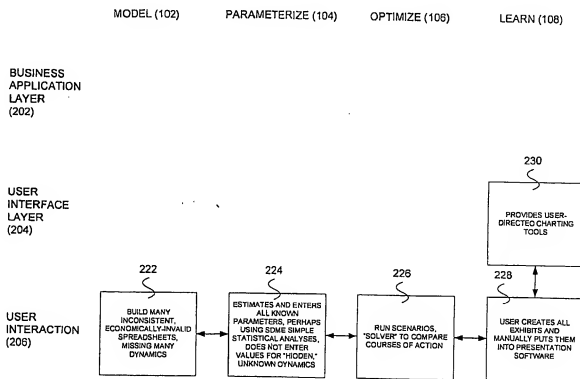 MODEL (102) PARAMETERIZE (104) OPTIMIZE (106) LEARN (108)
BUSINESS
APPLICATION
LAYER
(202)
USER
INTERFACE
LAYER
(204)
230
PROVIDES USER-
DIRECTED CHARTING
TOOLS
USER
INTERACTION
(206)
222
BUILD MANY
INCONSISTENT,
ECONOMICALLY-INVALID
SPREADSHEETS,
MISSING MANY
DYNAMICS
224
ESTIMATES AND ENTERS
ALL KNOWN
PARAMETERS, PERHAPS
USING SOME SIMPLE
STATISTICAL ANALYSES,
DOES NOT ENTER
VALUES FOR "HIDDEN,"
UNKNOWN DYNAMICS
226
RUN SCENARIOS,
"SOLVER" TO COMPARE
COURSES OF ACTION
228
USER CREATES ALL
EXHIBITS AND
MANUALLY PUTS THEM
INTO PRESENTATION
SOFTWARE